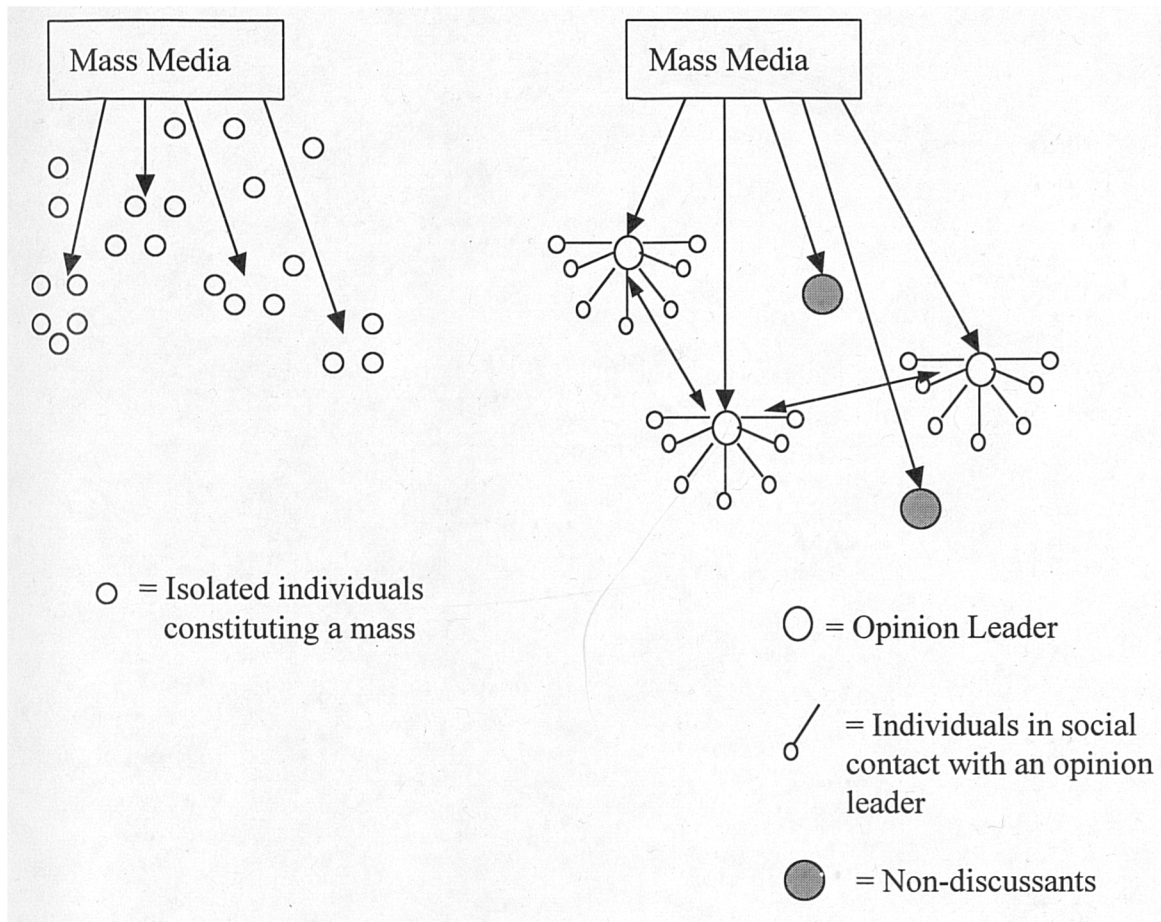 Mass Media
Mass Media
= Isolated individuals
constituting a mass
= Opinion Leader
= Individuals in social
contact with an opinion
leader
= Non-discussants